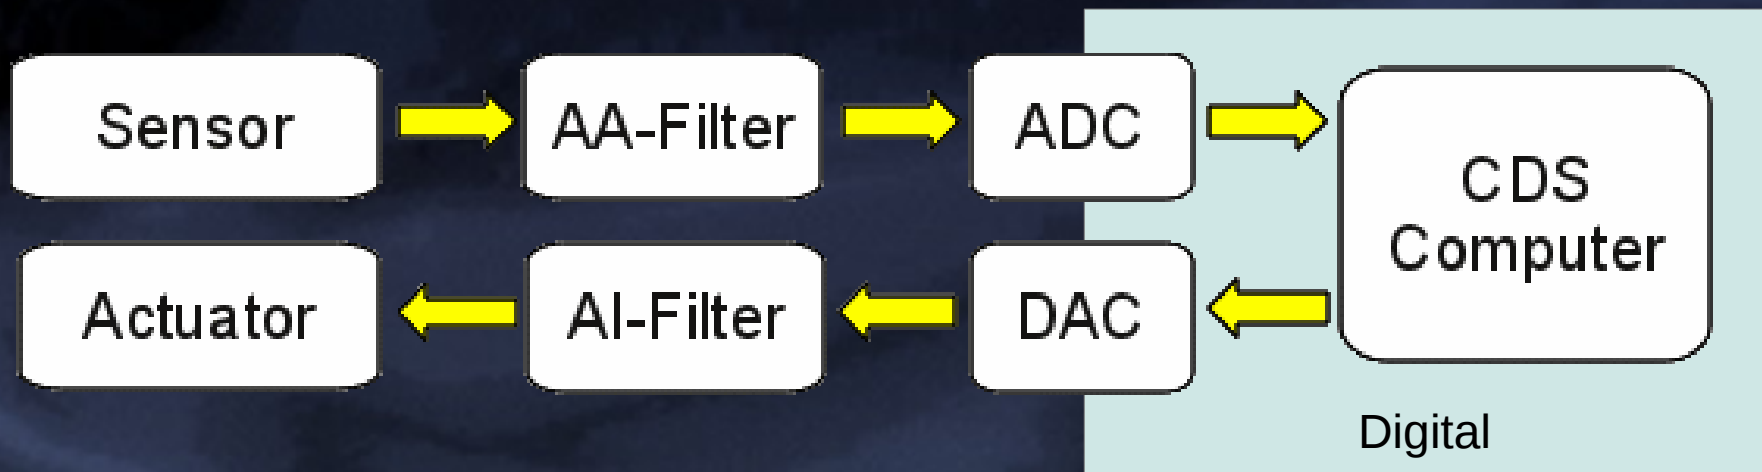 Sensor
AA-Filter
ADC
CDS
Computer
Actuator
AI-Filter
DAC
Digital